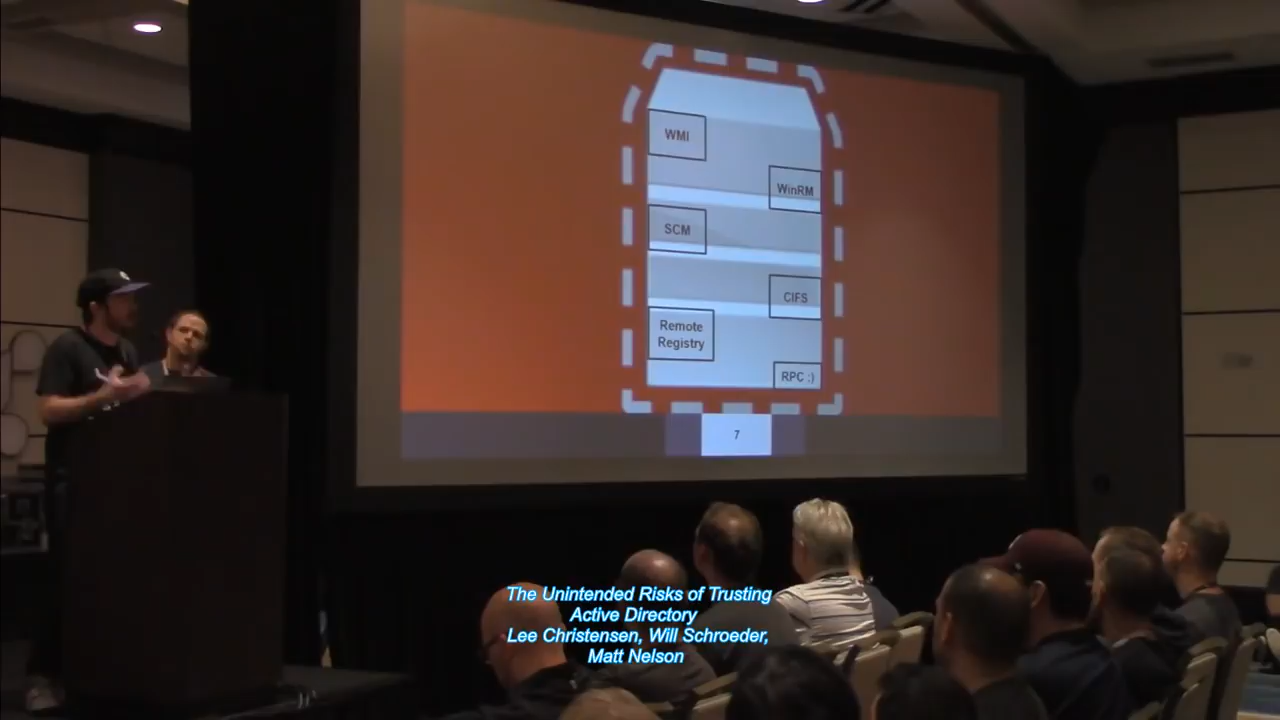 WMI
WinRM
SCM
CIFS
Remote
Registry
RPC :)
7
The Unintended Risks of Trusting
Active Directory
Lee Christensen, Will Schroeder,
Matt Nelson